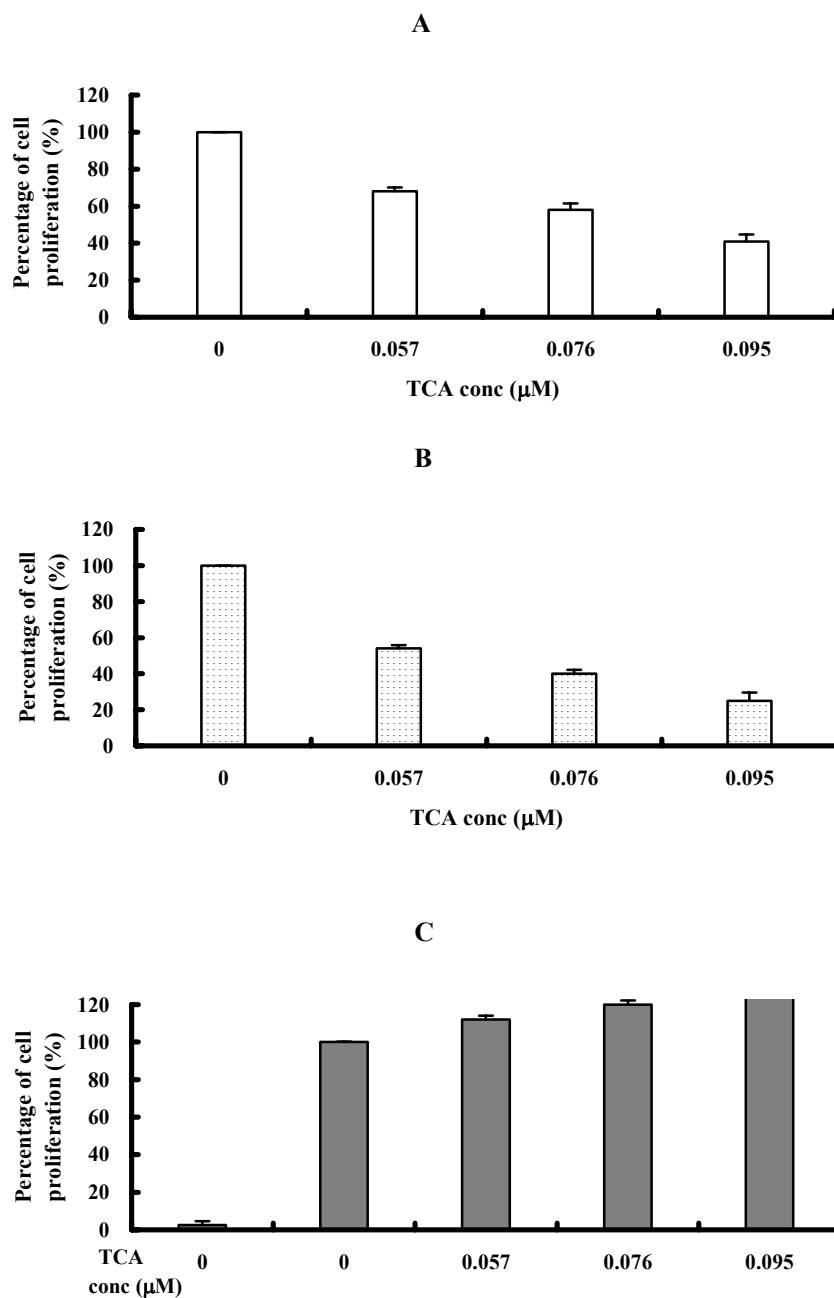 A
Percentage of cell
proliferation (%)
120
100
80
60
40
20
0
0 0.057 0.076 0.095
TCA conc (μM)
B
Percentage of cell
proliferation (%)
120
100
80
60
40
20
0
0 0.057 0.076 0.095
TCA conc (μM)
C
Percentage of cell
proliferation (%)
120
100
80
60
40
20
0
TCA
conc (μM)
0 0 0.057 0.076 0.095